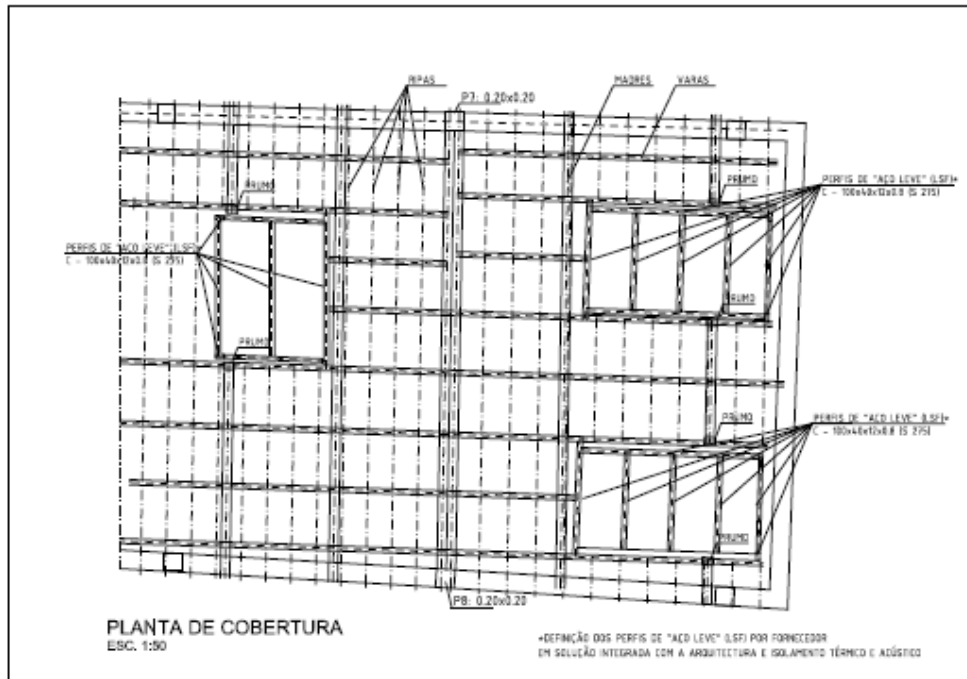 RIPAS
MADRES
VARAS
P7: 0.20x0.20
PRUMO
PRUMO
PERFIS DE "AÇO LEVE" (LSF)*
C - 100x40x12x0.8 (S 275)
PERFIS DE "AÇO LEVE" (LSF)
C - 100x40x12x0.8 (S 275)
PRUMO
PRUMO
PRUMO
PERFIS DE "AÇO LEVE" (LSF)*
C - 100x40x12x0.8 (S 275)
PRUMO
P8: 0.20x0.20
PLANTA DE COBERTURA
ESC. 1:50
*DEFINIÇÃO DOS PERFIS DE "AÇO LEVE" (LSF) POR FORNECEDOR
EM SOLUÇÃO INTEGRADA COM A ARQUITECTURA E ISOLAMENTO TÉRMICO E ACÚSTICO